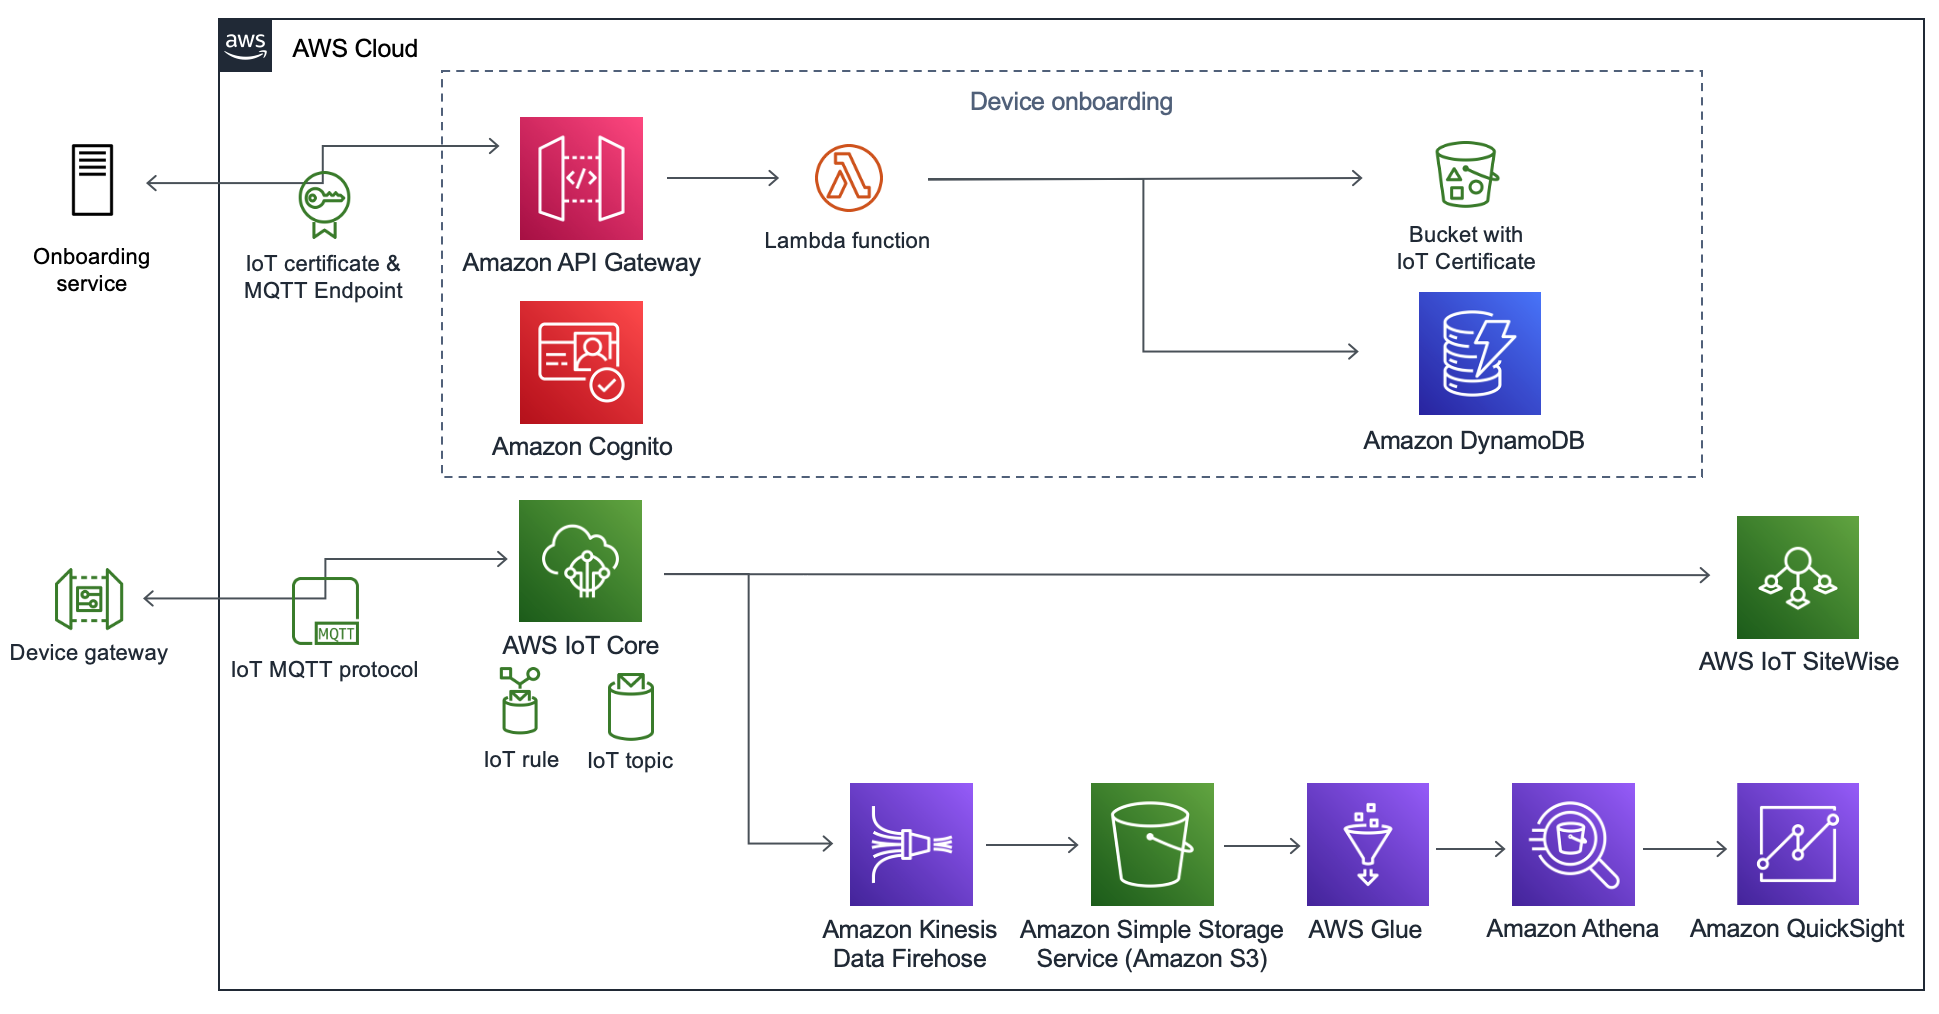 aws
AWS Cloud
Device onboarding
Onboarding
service
IoT certificate &
MQTT Endpoint
</>
Amazon API Gateway
Lambda function
Bucket with
IoT Certificate
Amazon Cognito
Amazon DynamoDB
Device gateway
MQTT
IoT MQTT protocol
AWS IoT Core
IoT rule
IoT topic
AWS IoT SiteWise
Amazon Kinesis
Data Firehose
Amazon Simple Storage
Service (Amazon S3)
AWS Glue
Amazon Athena
Amazon QuickSight